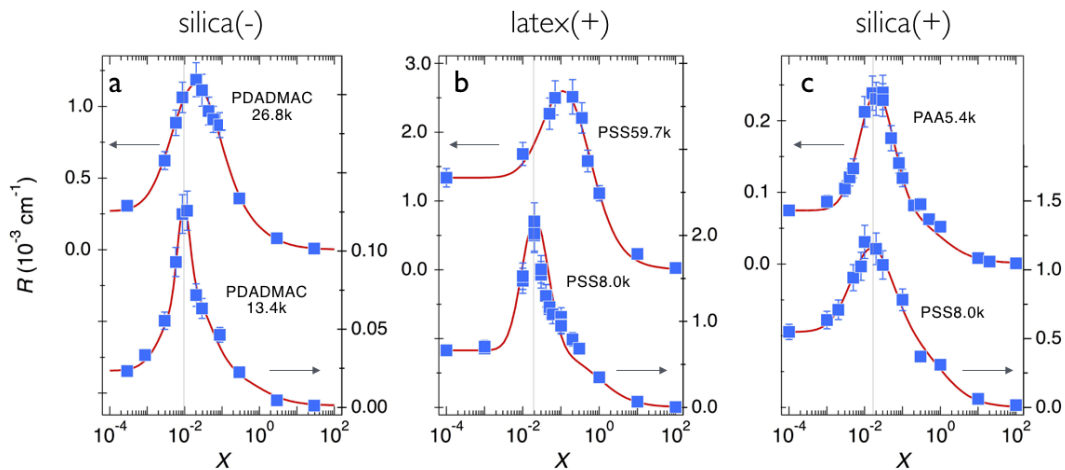 silica(-)
latex(+)
silica(+)
a
PDADMAC
26.8k
PDADMAC
13.4k
1.0
0.5
0.0
0.10
0.05
0.00
R (10⁻³ cm⁻¹)
10⁻⁴ 10⁻² 10⁰ 10²
X
b
PSS59.7k
PSS8.0k
3.0
2.0
1.0
0.0
2.0
1.0
0.0
10⁻⁴ 10⁻² 10⁰ 10²
X
c
PAA5.4k
PSS8.0k
0.2
0.1
0.0
1.5
1.0
0.5
0.0
10⁻⁴ 10⁻² 10⁰ 10²
X